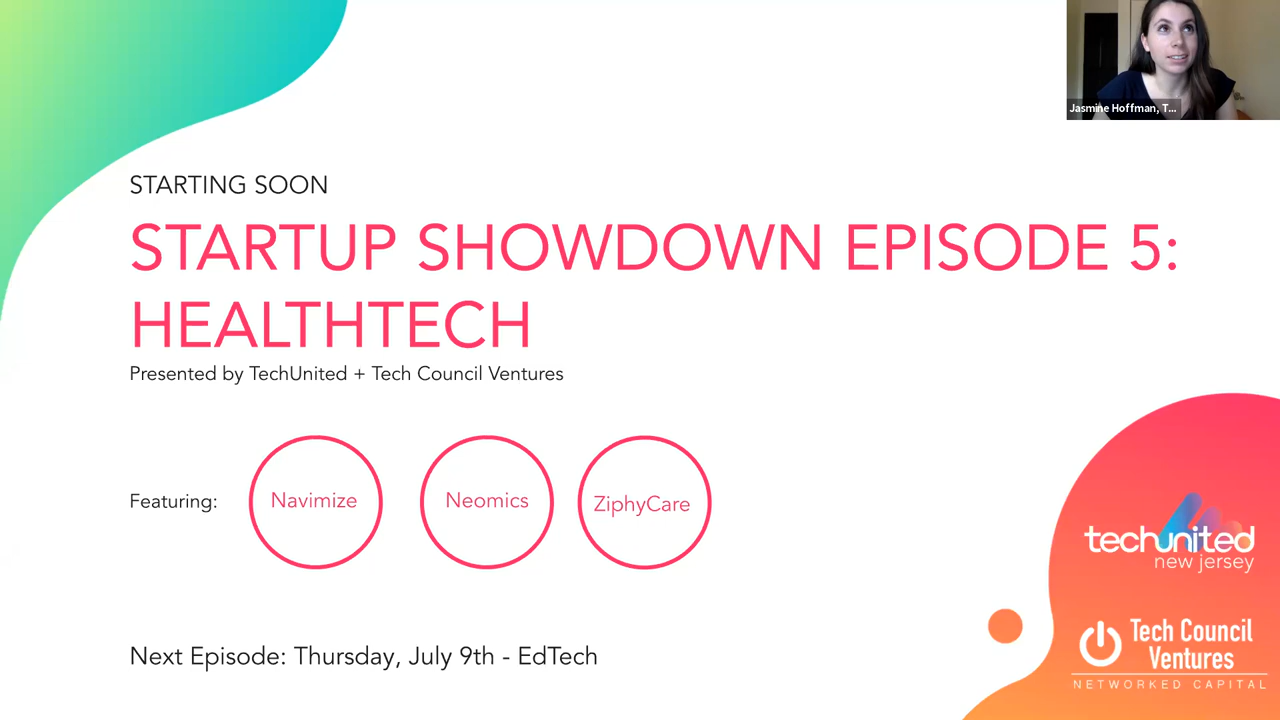 Jasmine Hoffman, T...
STARTING SOON
STARTUP SHOWDOWN EPISODE 5:
HEALTHTECH
Presented by TechUnited + Tech Council Ventures
Featuring:
Navimize
Neomics
ZiphyCare
techunited
new jersey
Tech Council
Ventures
NETWORKED CAPITAL
Next Episode: Thursday, July 9th - EdTech